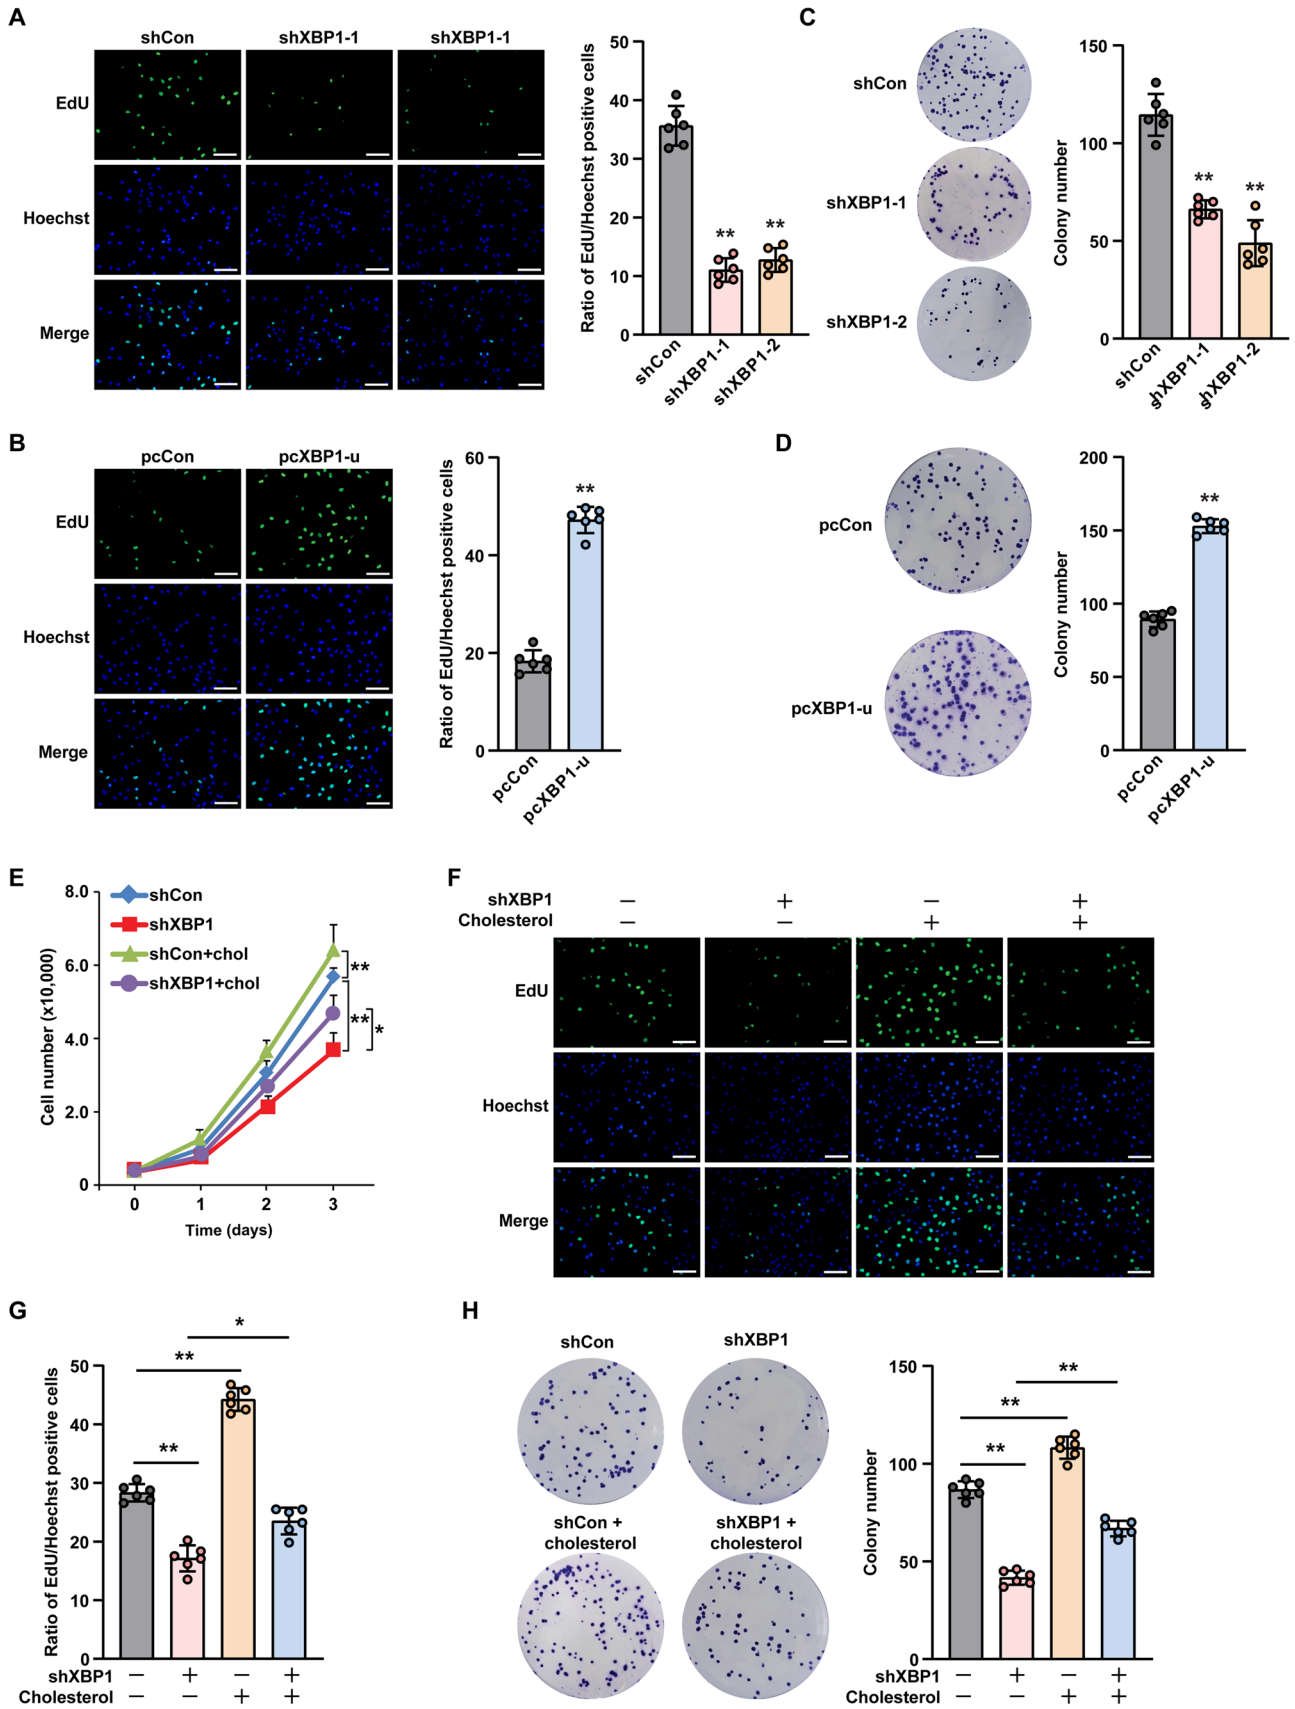 A
shCon shXBP1-1 shXBP1-1
EdU
Hoechst
Merge
Ratio of EdU/Hoechst positive cells
50
40
30
20
10
0
** **
shCon shXBP1-1 shXBP1-2
C
shCon
shXBP1-1
shXBP1-2
Colony number
150
100
50
0
** **
shCon shXBP1-1 shXBP1-2
B
pcCon pcXBP1-u
EdU
Hoechst
Merge
Ratio of EdU/Hoechst positive cells
60
40
20
0
**
pcCon pcXBP1-u
D
pcCon
pcXBP1-u
Colony number
200
150
100
50
0
**
pcCon pcXBP1-u
E
Cell number (x10,000)
8.0
6.0
4.0
2.0
0
shCon
shXBP1
shCon+chol
shXBP1+chol
**
** *
0 1 2 3
Time (days)
F
shXBP1 − + − +
Cholesterol − − + +
EdU
Hoechst
Merge
G
Ratio of EdU/Hoechst positive cells
50
40
30
20
10
0
*
**
**
shXBP1 − + − +
Cholesterol − − + +
H
shCon shXBP1
shCon + cholesterol
shXBP1 + cholesterol
Colony number
150
100
50
0
**
**
**
shXBP1 − + − +
Cholesterol − − + +